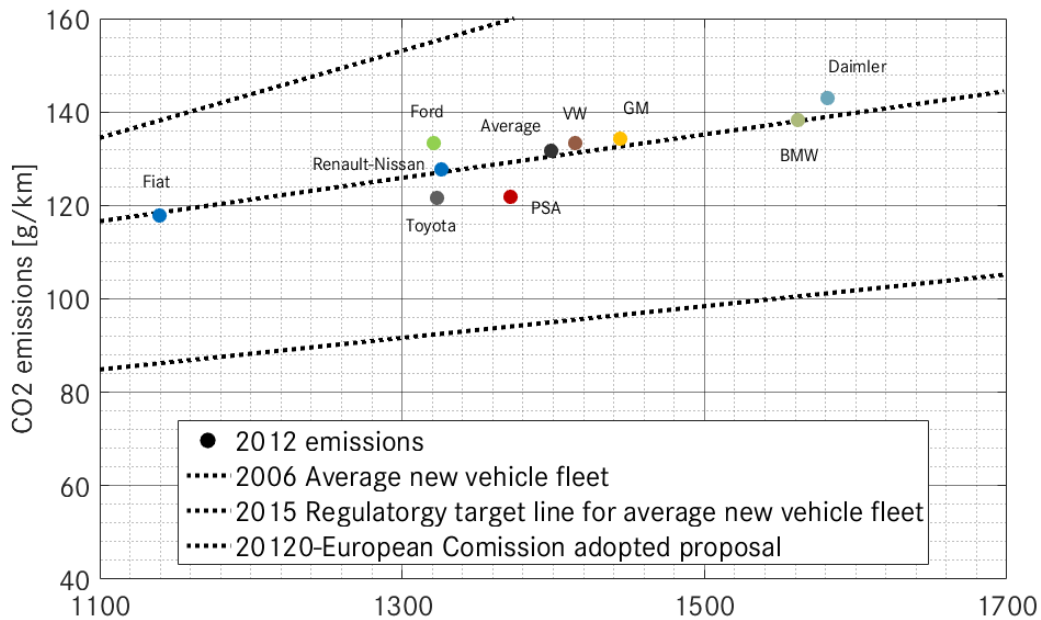 160
140
120
100
80
60
40
CO2 emissions [g/km]
Daimler
Ford
Average
VW
GM
Renault-Nissan
BMW
Fiat
PSA
Toyota
2012 emissions
2006 Average new vehicle fleet
2015 Regulatorgy target line for average new vehicle fleet
20120-European Comission adopted proposal
1100
1300
1500
1700